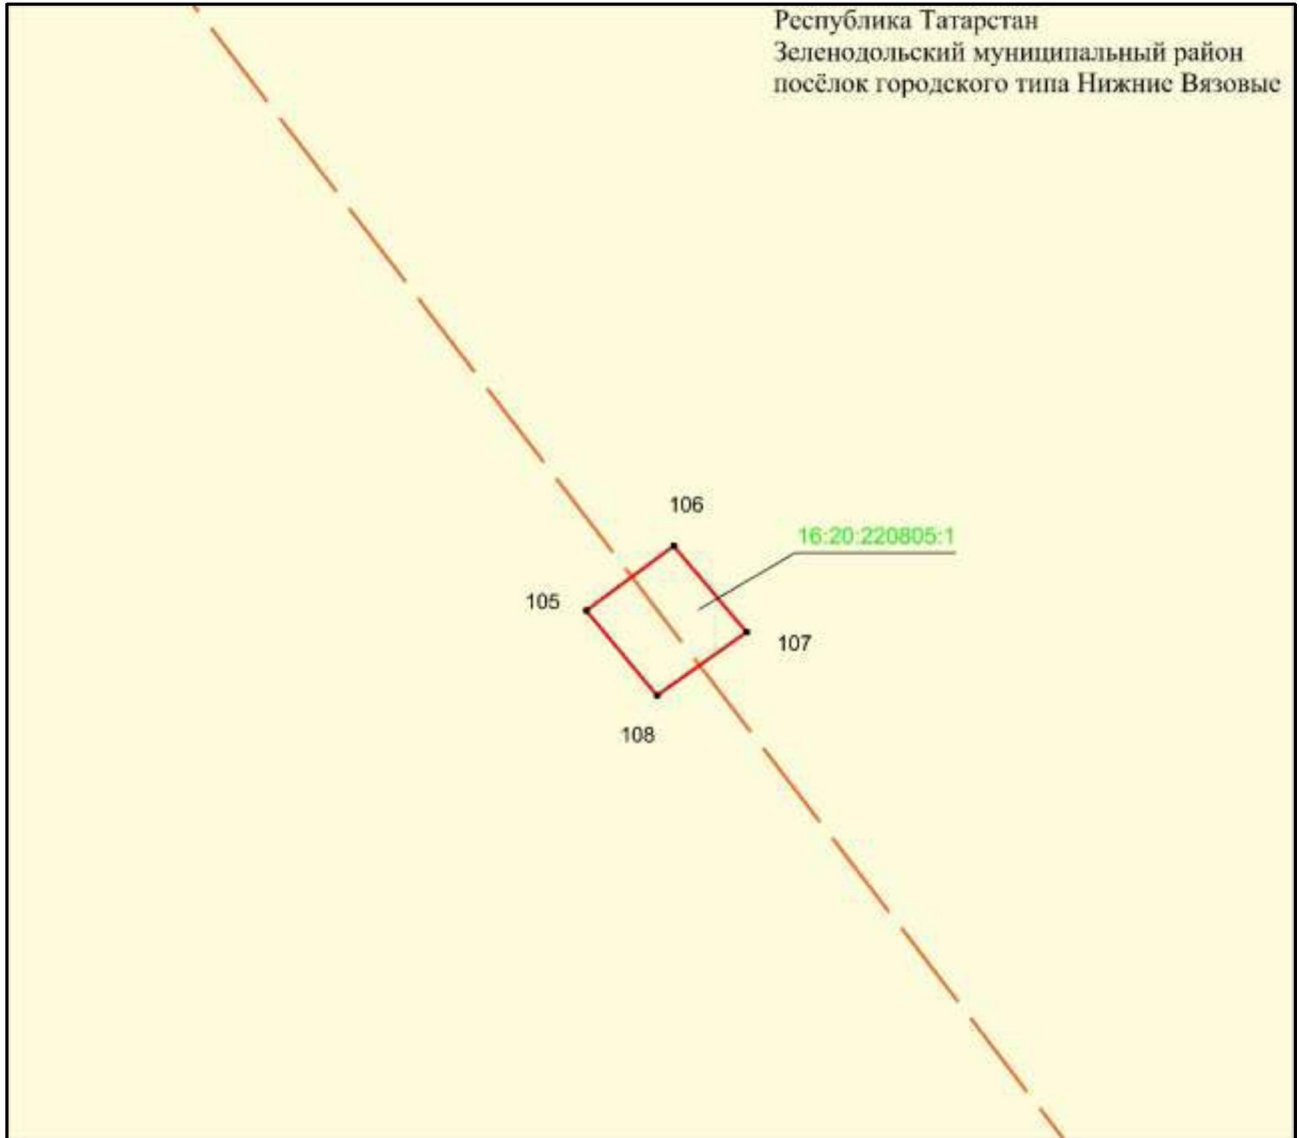 Республика Татарстан
Зеленодольский муниципальный район
посёлок городского типа Нижние Вязовые
106
16:20:220805:1
105
107
108